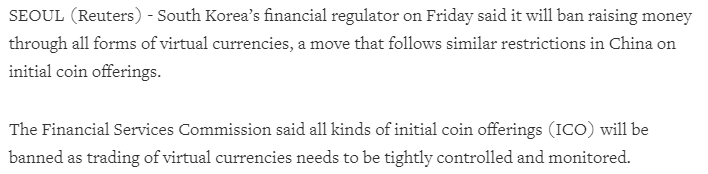 SEOUL (Reuters) - South Korea’s financial regulator on Friday said it will ban raising money
through all forms of virtual currencies, a move that follows similar restrictions in China on
initial coin offerings.
The Financial Services Commission said all kinds of initial coin offerings (ICO) will be
banned as trading of virtual currencies needs to be tightly controlled and monitored.